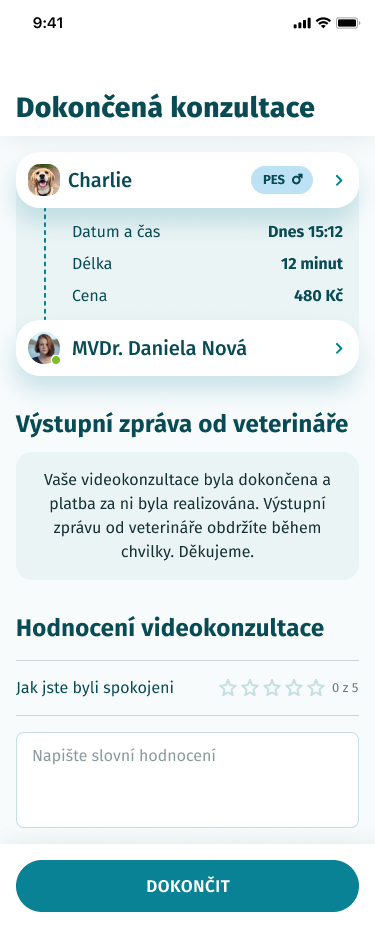 9:41
Dokončená konzultace
Charlie
PES ♂
Datum a čas
Dnes 15:12
Délka
12 minut
Cena
480 Kč
MVDr. Daniela Nová
Výstupní zpráva od veterináře
Vaše videokonzultace byla dokončena a
platba za ni byla realizována. Výstupní
zprávu od veterináře obdržíte během
chvilky. Děkujeme.
Hodnocení videokonzultace
Jak jste byli spokojeni
0 z 5
Napište slovní hodnocení
DOKONČIT